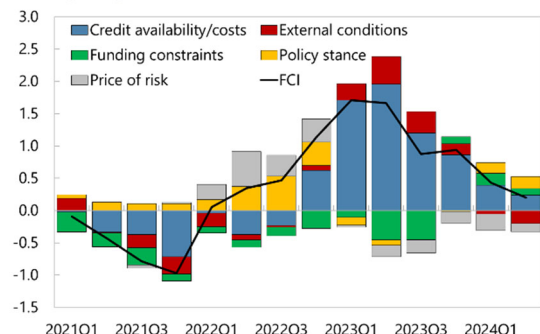 3.0
2.5
2.0
1.5
1.0
0.5
0.0
-0.5
-1.0
-1.5
Credit availability/costs External conditions
Funding constraints Policy stance
Price of risk FCI
2021Q1 2021Q3 2022Q1 2022Q3 2023Q1 2023Q3 2024Q1